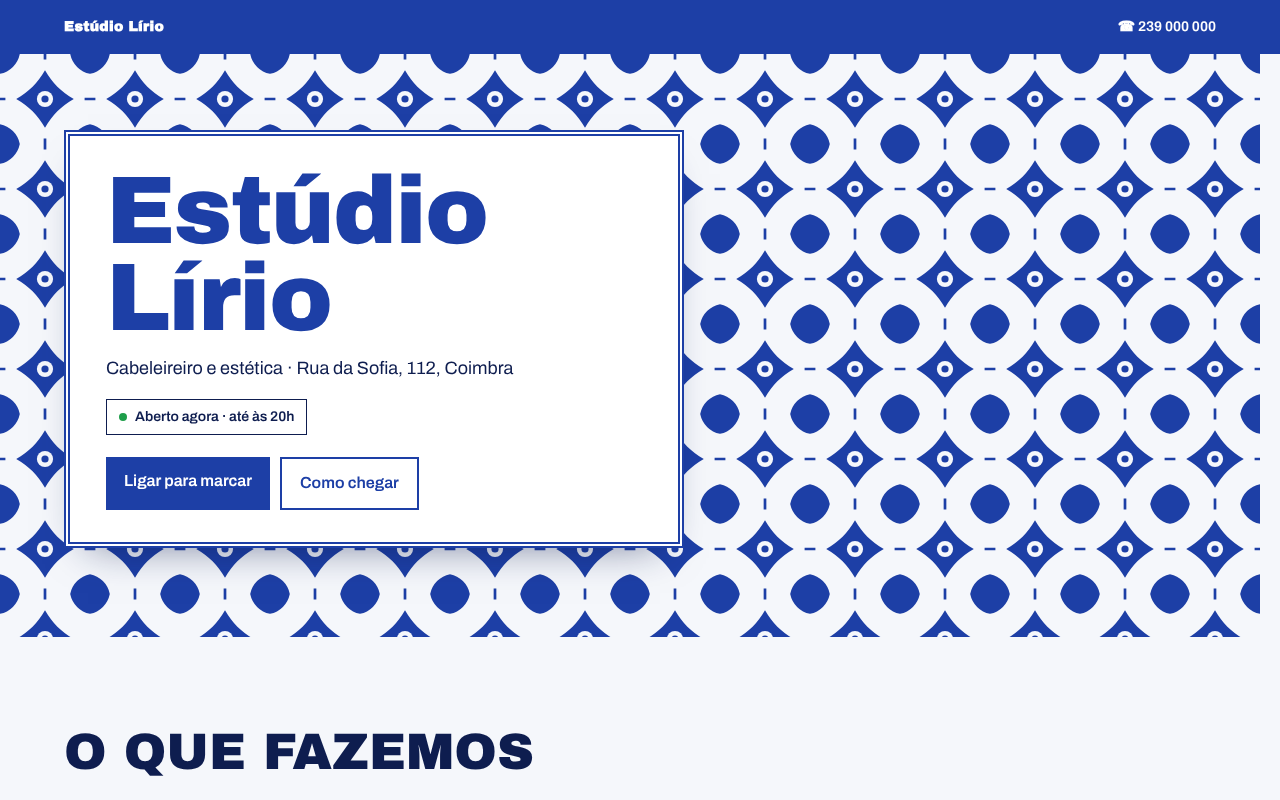 Estúdio Lírio
☎ 239 000 000
Estúdio
Lírio
Cabeleireiro e estética · Rua da Sofia, 112, Coimbra
Aberto agora · até às 20h
Ligar para marcar
Como chegar
O QUE FAZEMOS